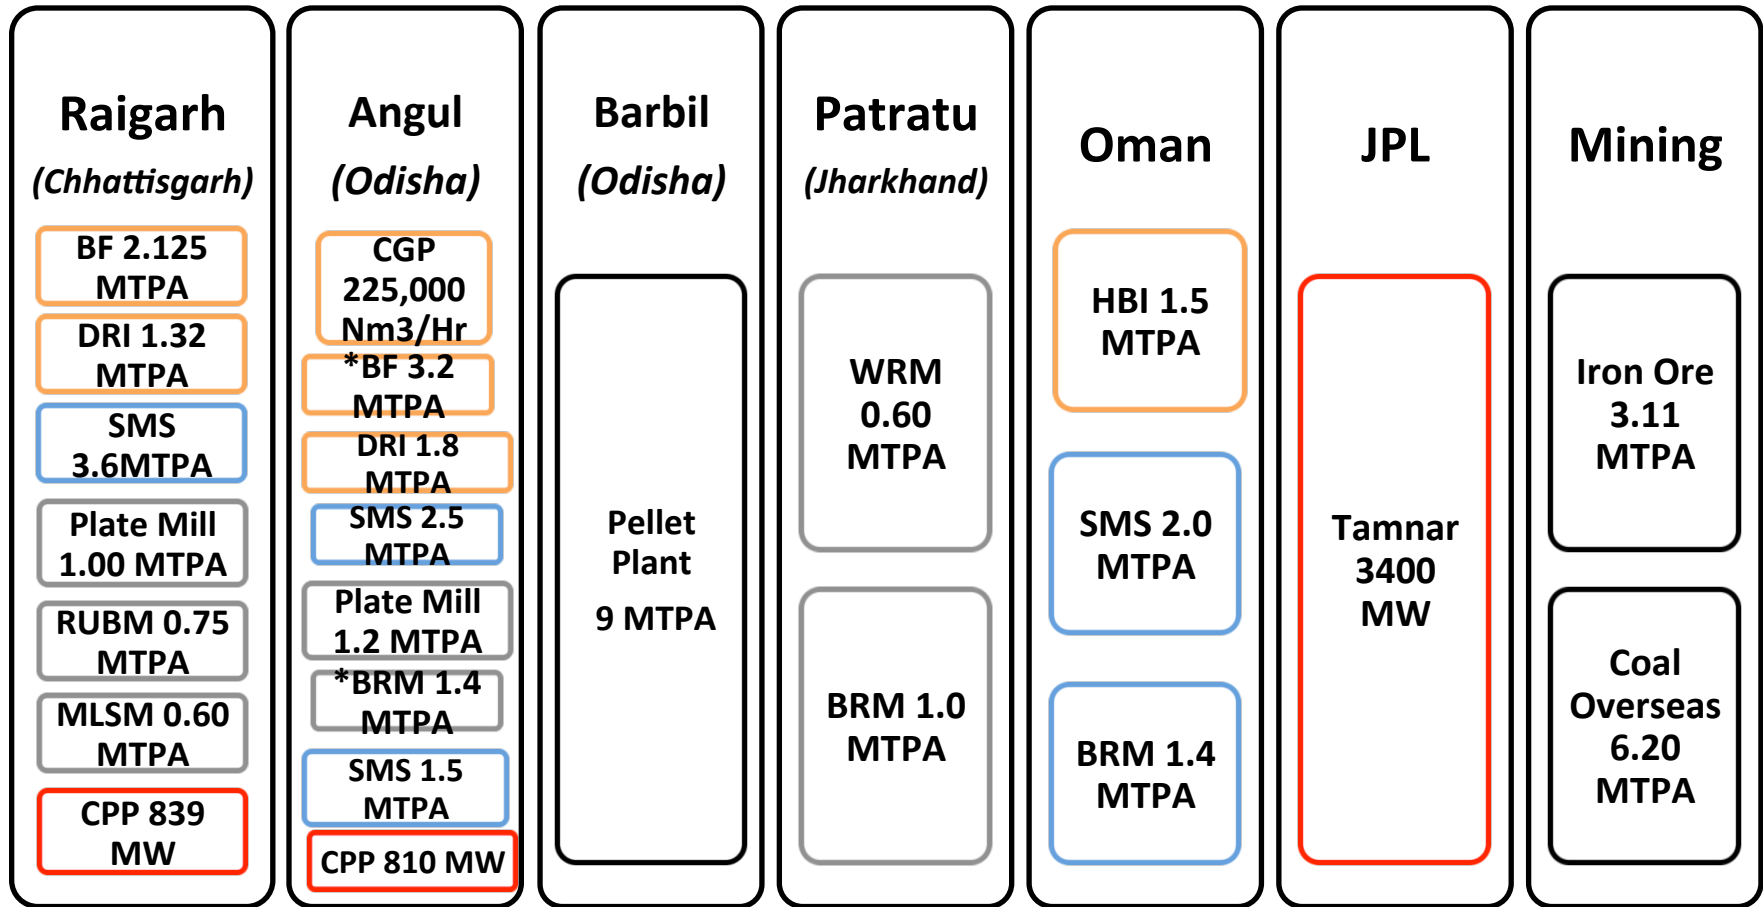 Raigarh
(Chhattisgarh)
BF 2.125
MTPA
DRI 1.32
MTPA
SMS
3.6MTPA
Plate Mill
1.00 MTPA
RUBM 0.75
MTPA
MLSM 0.60
MTPA
CPP 839
MW
Angul
(Odisha)
CGP
225,000
Nm3/Hr
*BF 3.2
MTPA
DRI 1.8
MTPA
SMS 2.5
MTPA
Plate Mill
1.2 MTPA
*BRM 1.4
MTPA
SMS 1.5
MTPA
CPP 810 MW
Barbil
(Odisha)
Pellet
Plant
9 MTPA
Patratu
(Jharkhand)
WRM
0.60
MTPA
BRM 1.0
MTPA
Oman
HBI 1.5
MTPA
SMS 2.0
MTPA
BRM 1.4
MTPA
JPL
Tamnar
3400
MW
Mining
Iron Ore
3.11
MTPA
Coal
Overseas
6.20
MTPA